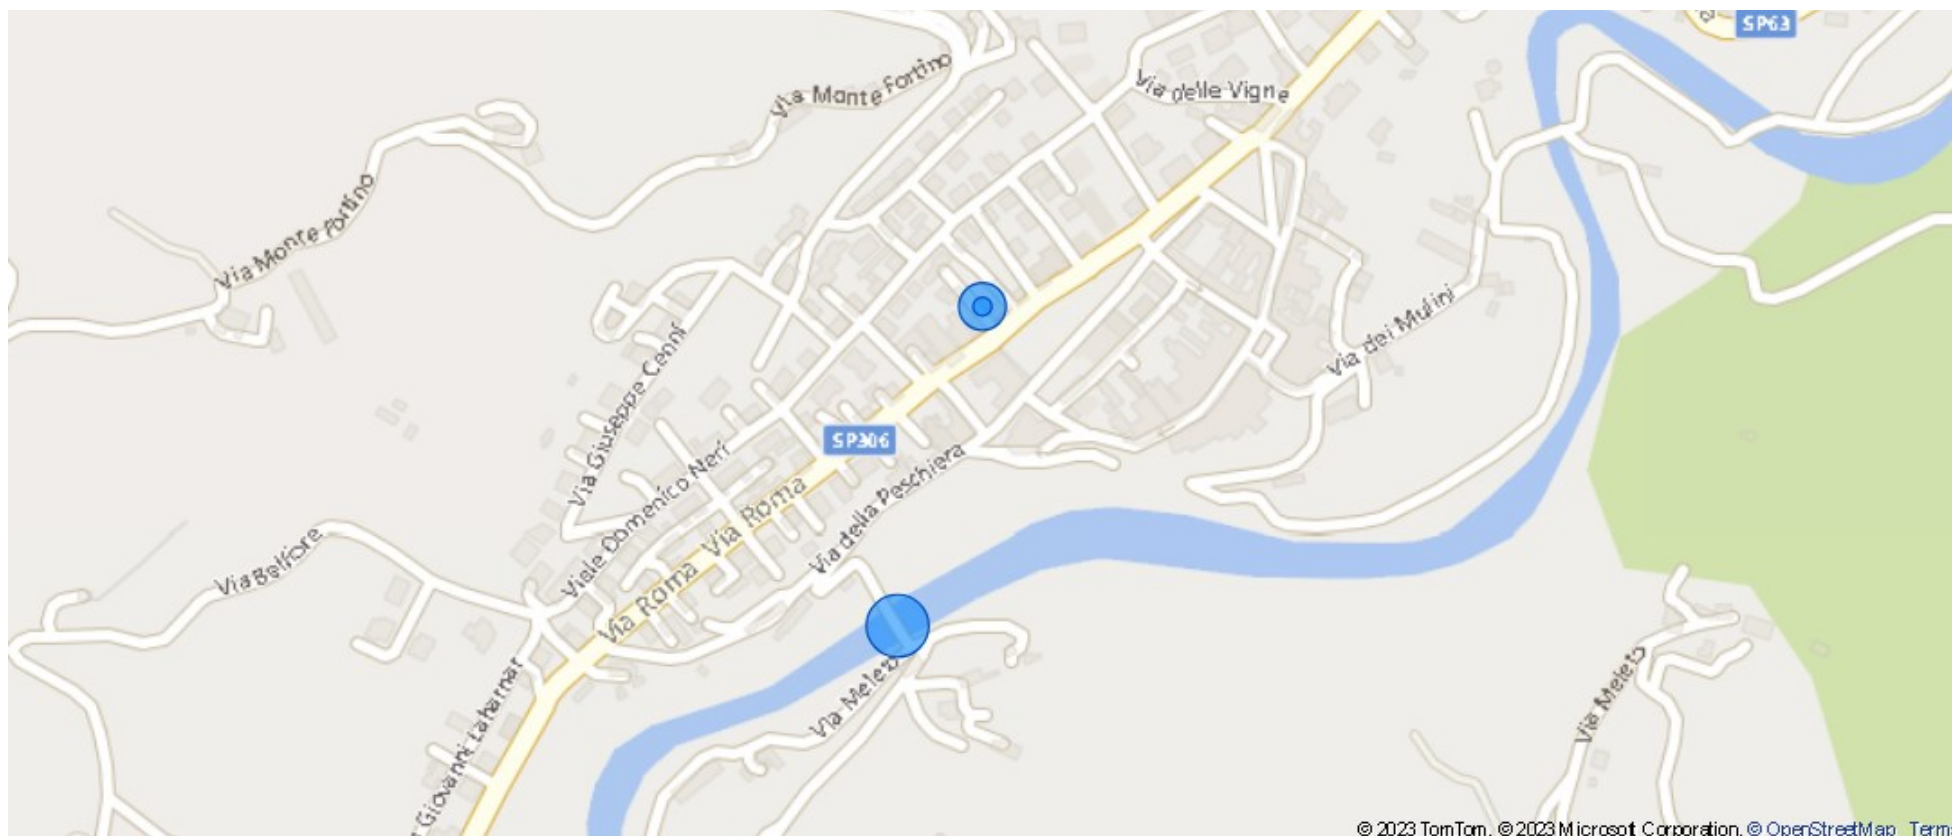 SP63
Via Monte Fortino
Via delle Vigne
Via Monte Fortino
Via dei Mulini
Via Giuseppe Cenni
SP306
Viale Domenico Neri
Via della Peschiera
Via Roma
Via Roma
Via Belfiore
Via Meleto
Via Meleto
Giovanni
© 2023 TomTom, © 2023 Microsoft Corporation, © OpenStreetMap Term